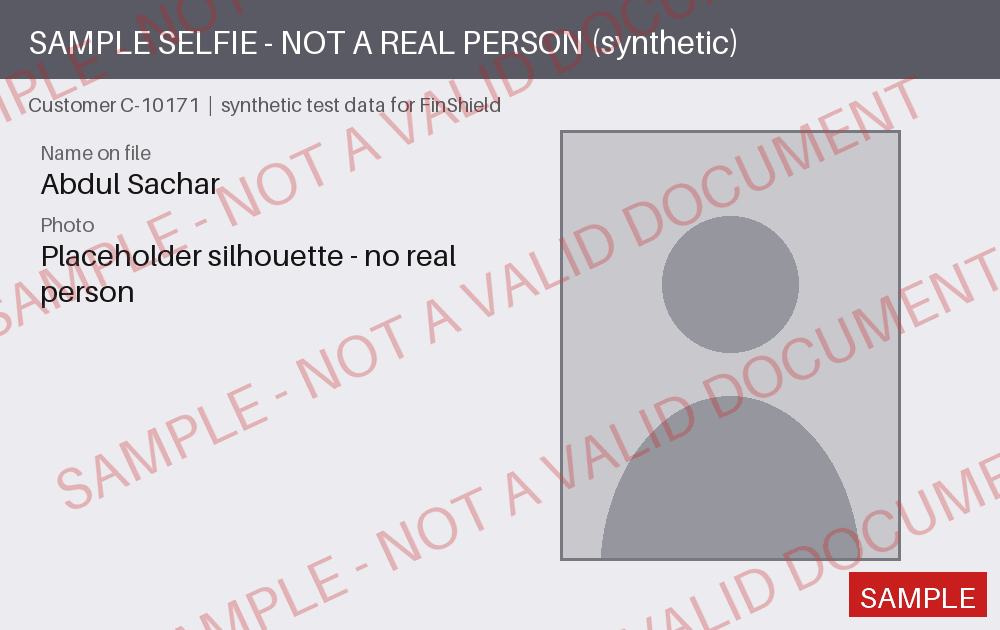 SAMPLE SELFIE - NOT A REAL PERSON (synthetic)
Customer C-10171 | synthetic test data for FinShield
Name on file
Abdul Sachar
Photo
Placeholder silhouette - no real
person
SAMPLE - NOT A VALID DOCUMENT
SAMPLE - NOT A VALID DOCUMENT
SAMPLE - NOT A VALID DOCUMENT
SAMPLE